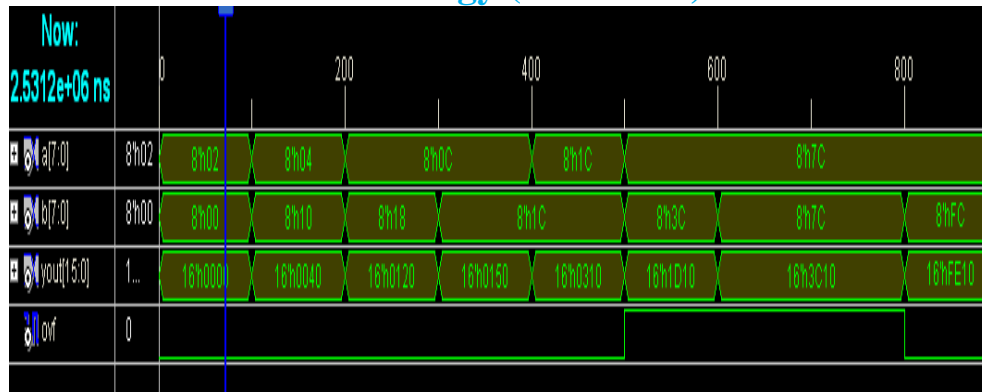 Now:
2.5312e+06 ns
0 200 400 600 800
a[7:0] 8'h02 8'h02 8'h04 8'h0C 8'h1C 8'h7C
b[7:0] 8'h00 8'h00 8'h10 8'h18 8'h1C 8'h3C 8'h7C 8'hFC
yout[15:0] 1... 16'h0000 16'h0040 16'h0120 16'h0150 16'h0310 16'h1D10 16'h3C10 16'hFE10
ovf 0